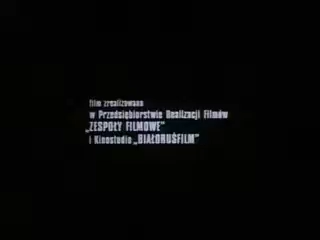 film zrealizowano
w Przedsiębiorstwie Realizacji Filmów
„ZESPOŁY FILMOWE"
i Kinostudio „BIAŁORUŚFILM"